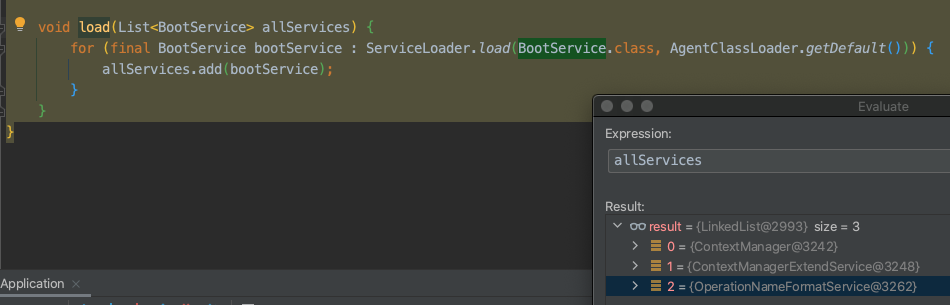 void load(List<BootService> allServices) {
for (final BootService bootService : ServiceLoader.load(BootService.class, AgentClassLoader.getDefault())) {
allServices.add(bootService);
}
}
}
Evaluate
Expression:
allServices
Result:
result = {LinkedList@2993} size = 3
0 = {ContextManager@3242}
1 = {ContextManagerExtendService@3248}
2 = {OperationNameFormatService@3262}
Application